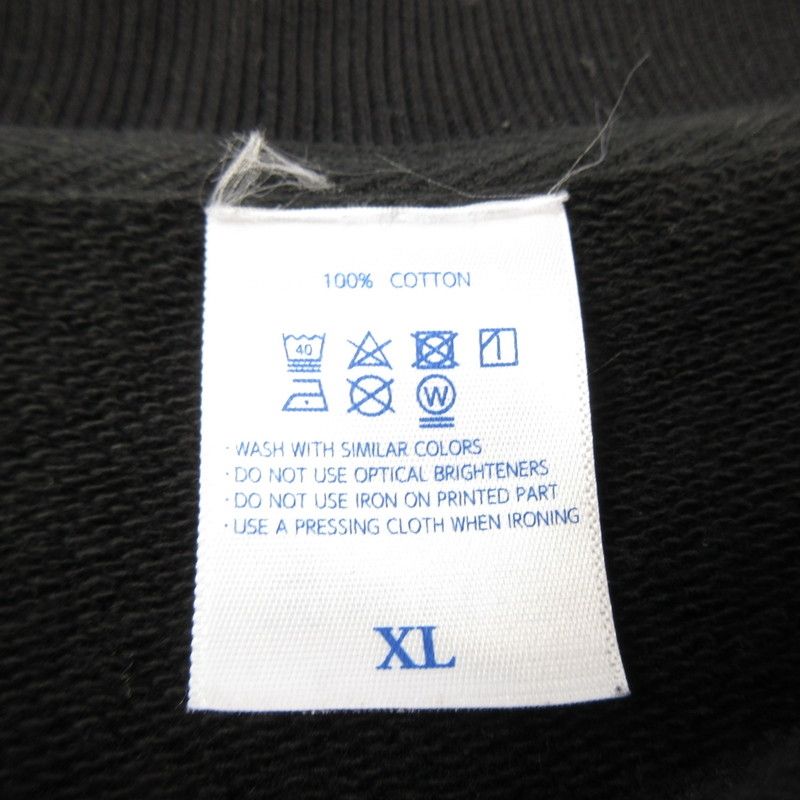 100% COTTON
40
W
· WASH WITH SIMILAR COLORS
· DO NOT USE OPTICAL BRIGHTENERS
· DO NOT USE IRON ON PRINTED PART
· USE A PRESSING CLOTH WHEN IRONING
XL